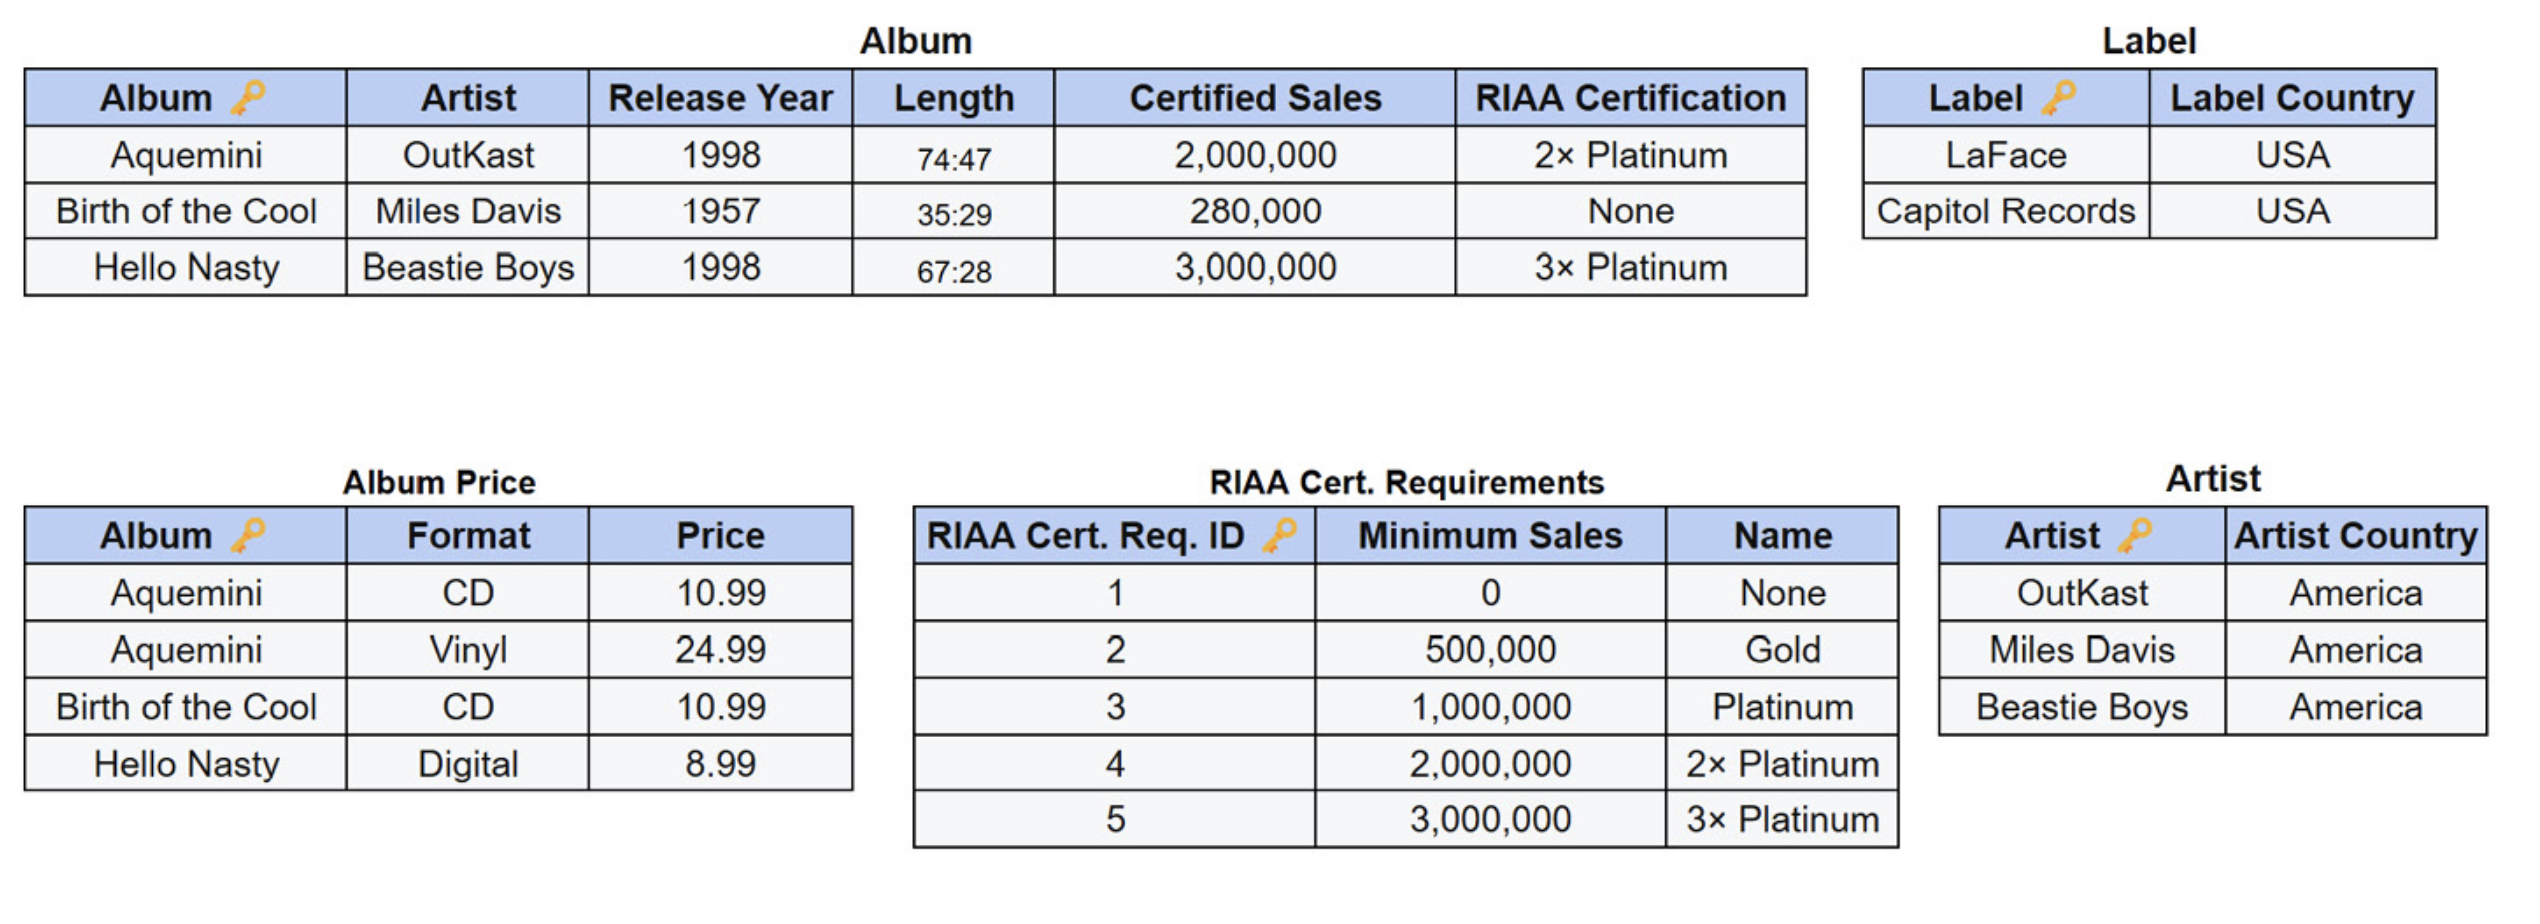 Album
Album Artist Release Year Length Certified Sales RIAA Certification
Aquemini OutKast 1998 74:47 2,000,000 2× Platinum
Birth of the Cool Miles Davis 1957 35:29 280,000 None
Hello Nasty Beastie Boys 1998 67:28 3,000,000 3× Platinum
Label
Label Label Country
LaFace USA
Capitol Records USA
Album Price
Album Format Price
Aquemini CD 10.99
Aquemini Vinyl 24.99
Birth of the Cool CD 10.99
Hello Nasty Digital 8.99
RIAA Cert. Requirements
RIAA Cert. Req. ID Minimum Sales Name
1 0 None
2 500,000 Gold
3 1,000,000 Platinum
4 2,000,000 2× Platinum
5 3,000,000 3× Platinum
Artist
Artist Artist Country
OutKast America
Miles Davis America
Beastie Boys America